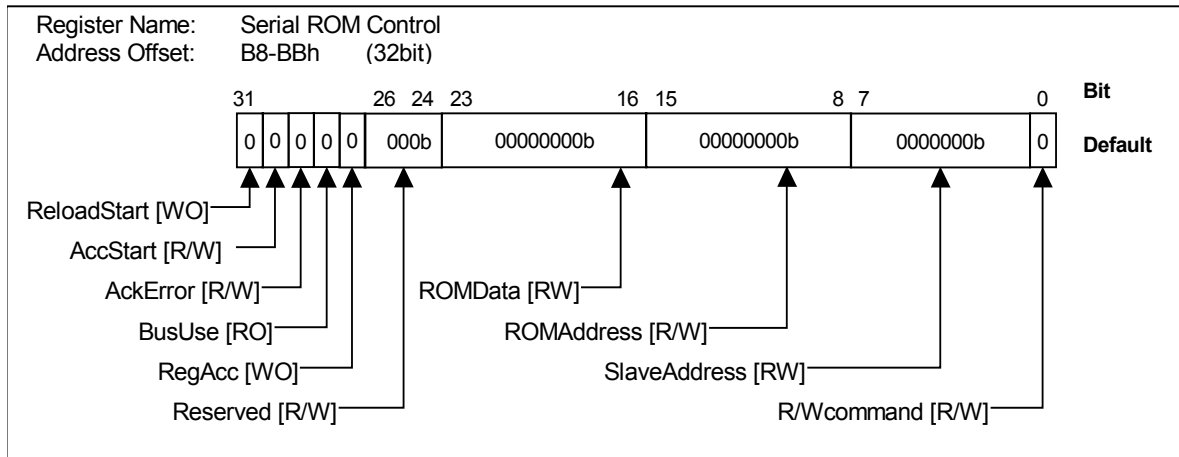 Register Name: Serial ROM Control
Address Offset: B8-BBh (32bit)
31 26 24 23 16 15 8 7 0 Bit
0 0 0 0 0 000b 00000000b 00000000b 0000000b 0 Default
ReloadStart [WO]
AccStart [R/W]
AckError [R/W] ROMData [RW]
BusUse [RO] ROMAddress [R/W]
RegAcc [WO] SlaveAddress [RW]
Reserved [R/W] R/Wcommand [R/W]